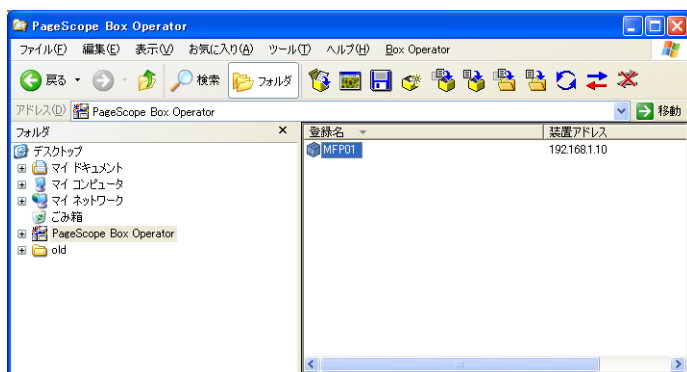 PageScope Box Operator
ファイル(F) 編集(E) 表示(V) お気に入り(A) ツール(T) ヘルプ(H) Box Operator
戻る 検索 フォルダ
アドレス(D) PageScope Box Operator 移動
フォルダ × 登録名 装置アドレス
デスクトップ MFP01 192.168.1.10
マイ ドキュメント
マイ コンピュータ
マイ ネットワーク
ごみ箱
PageScope Box Operator
old